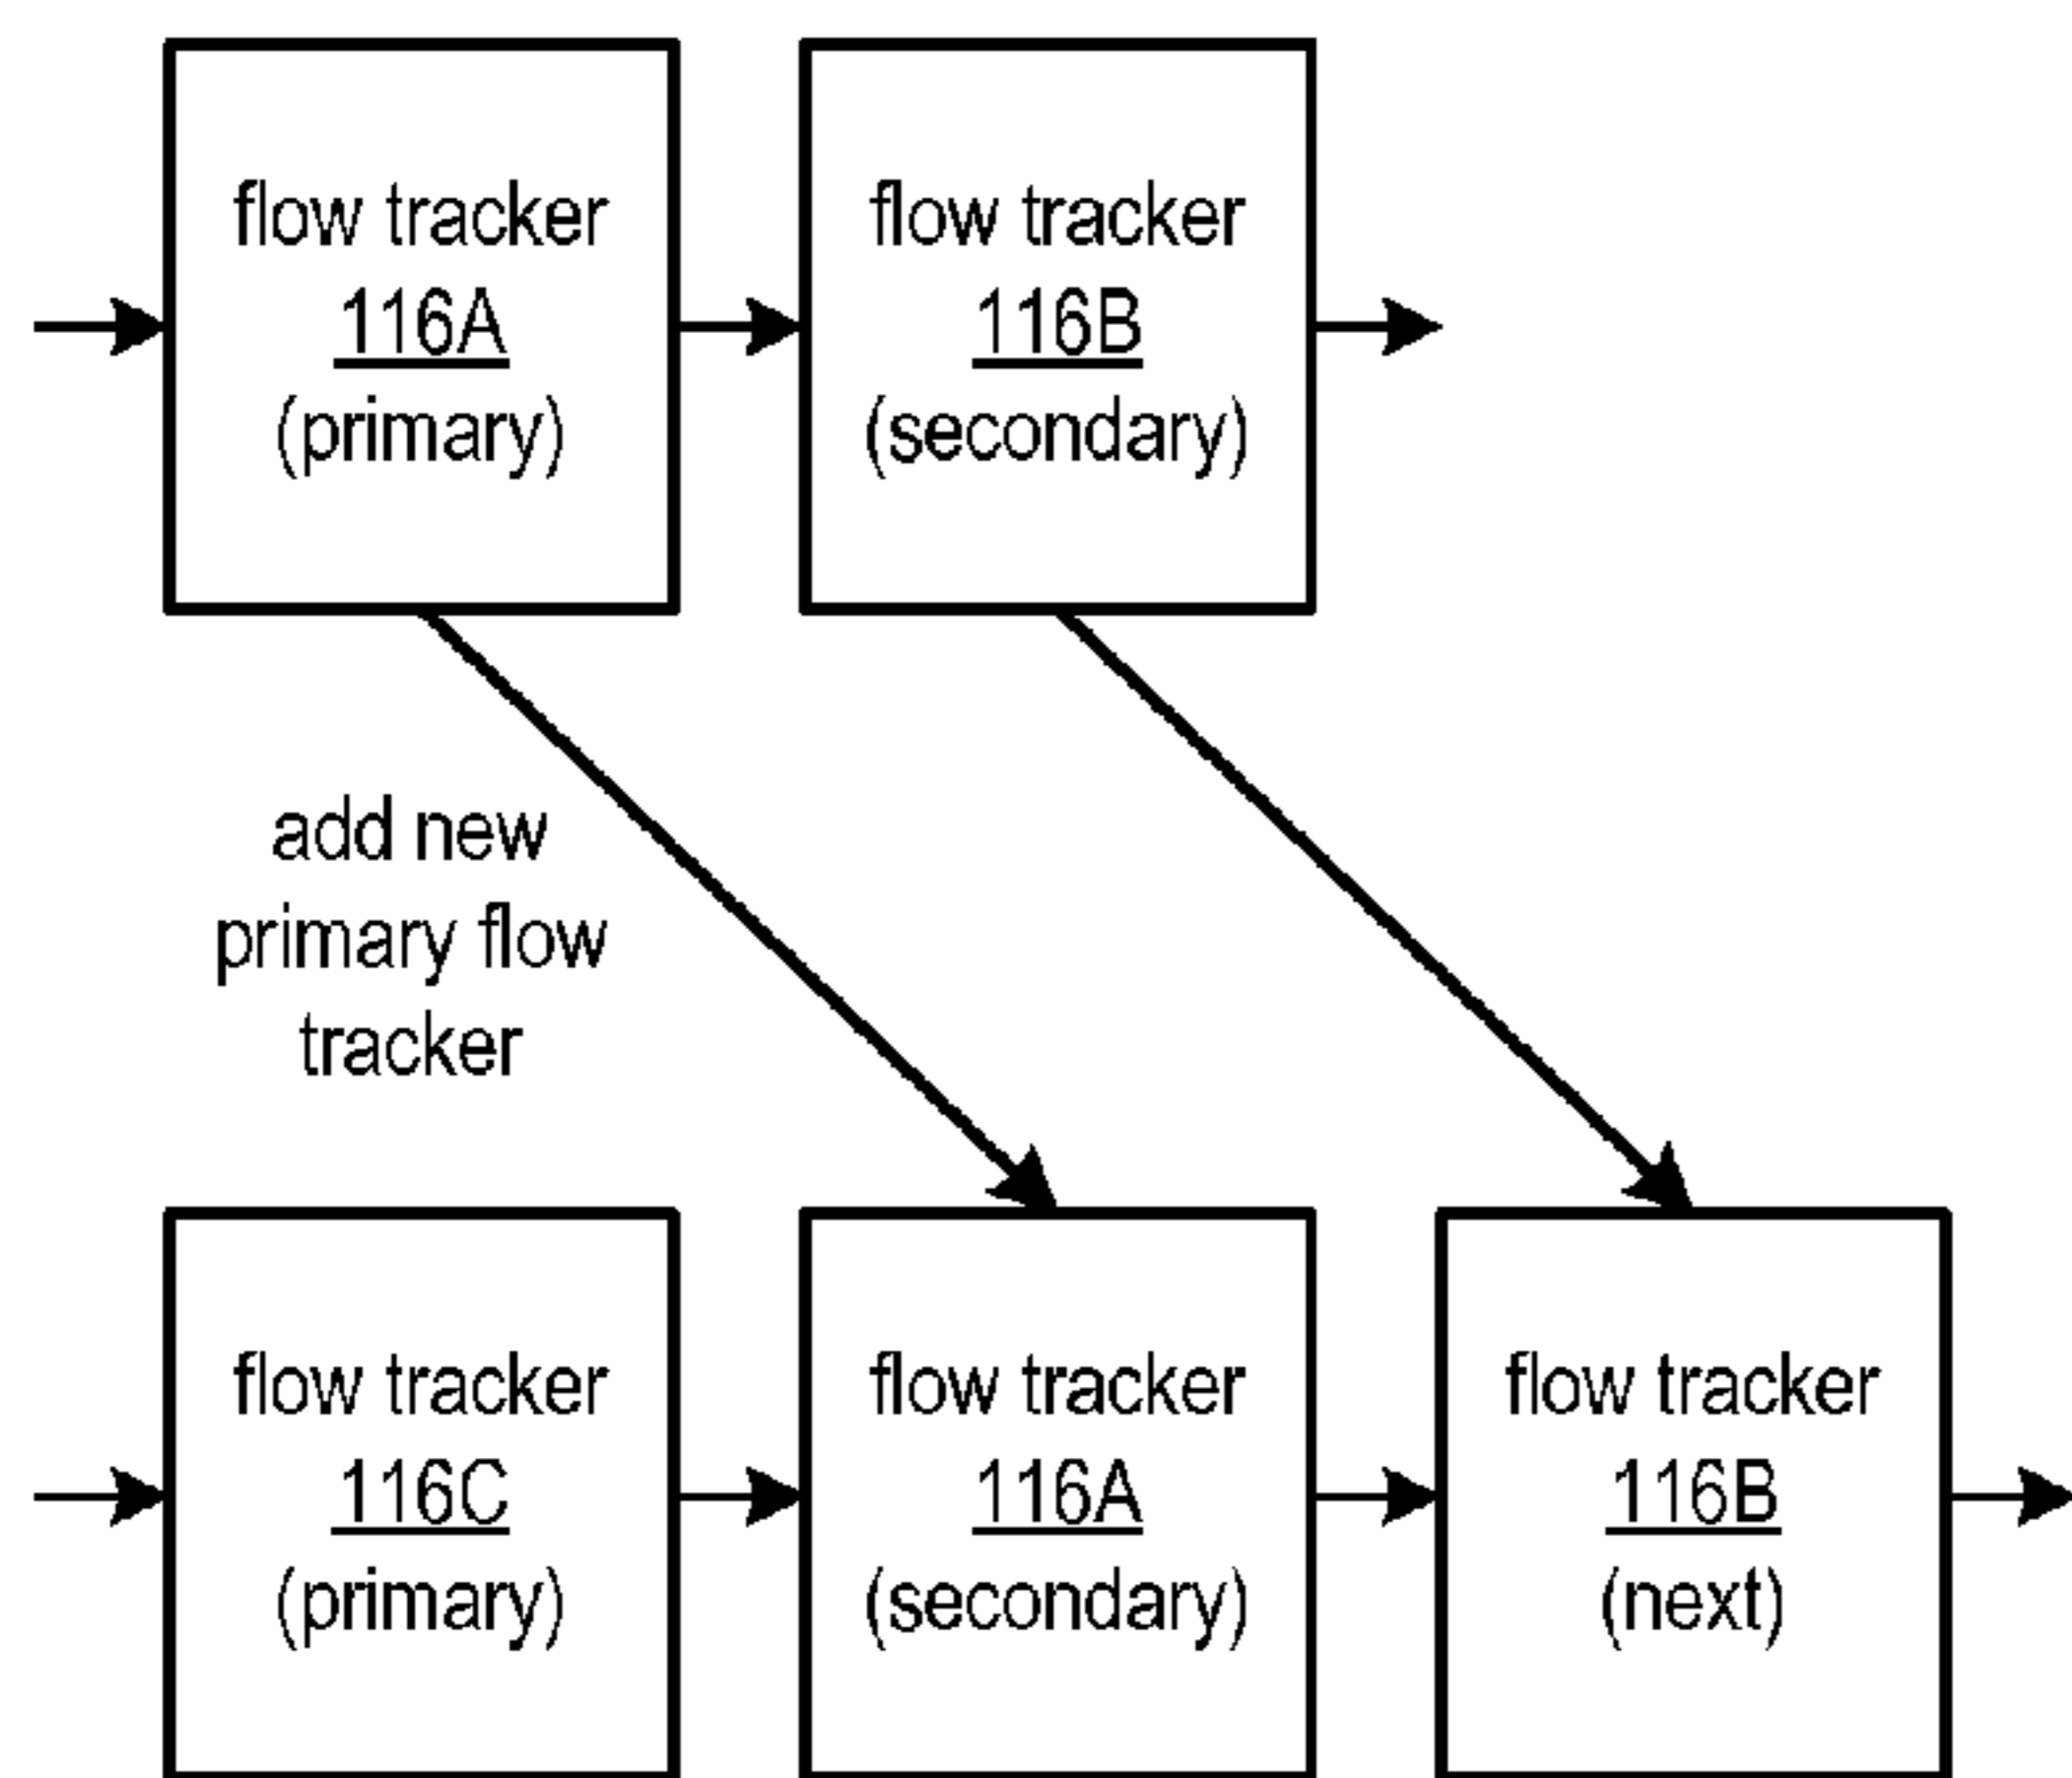 flow tracker
116A
(primary)
flow tracker
116B
(secondary)
add new
primary flow
tracker
flow tracker
116C
(primary)
flow tracker
116A
(secondary)
flow tracker
116B
(next)